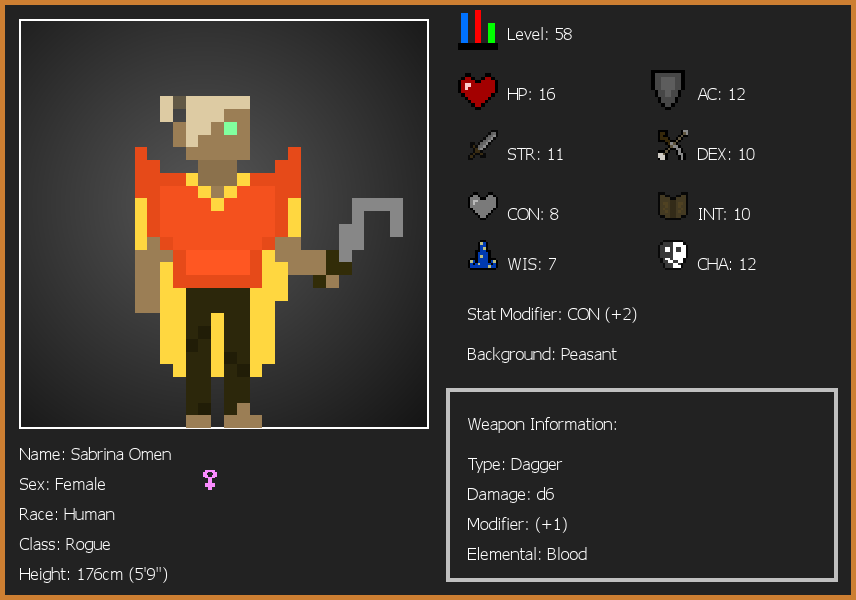 Level: 58
HP: 16
AC: 12
STR: 11
DEX: 10
CON: 8
INT: 10
WIS: 7
CHA: 12
Stat Modifier: CON (+2)
Background: Peasant
Weapon Information:
Type: Dagger
Damage: d6
Modifier: (+1)
Elemental: Blood
Name: Sabrina Omen
Sex: Female
Race: Human
Class: Rogue
Height: 176cm (5'9")